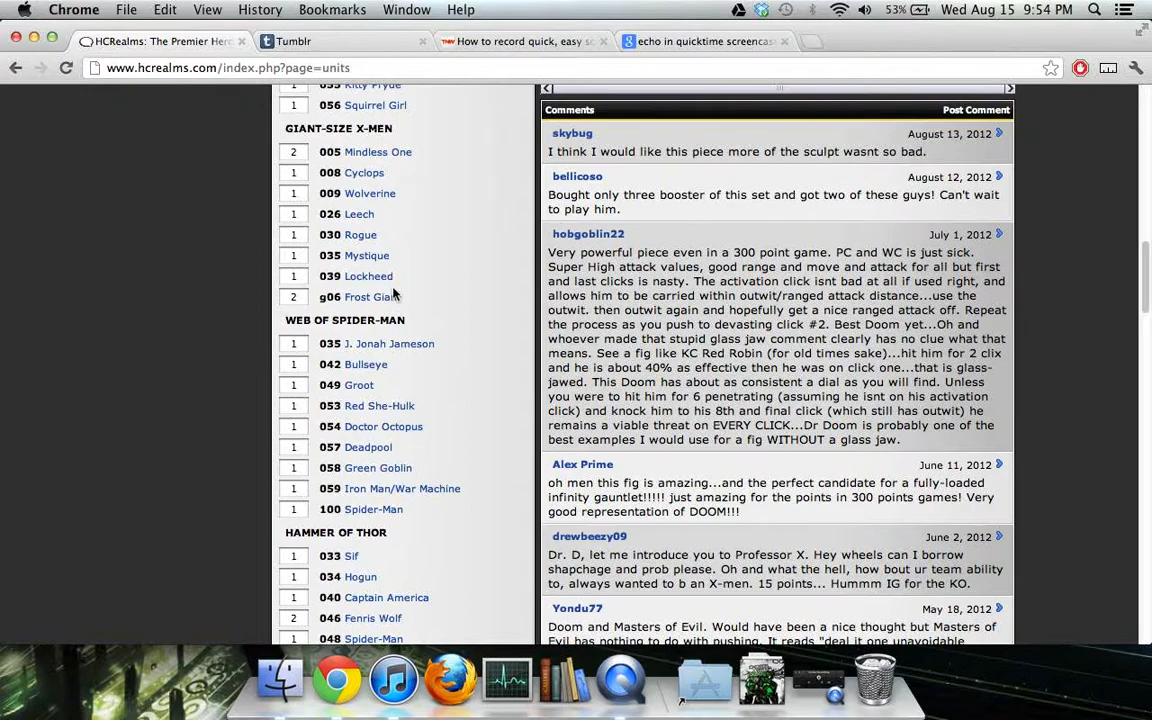 Chrome File Edit View History Bookmarks Window Help 53% Wed Aug 15 9:54 PM
HCRealms: The Premier Her Tumblr How to record quick, easy echo in quicktime screencas
www.hcrealms.com/index.php?page=units
1 055 Kitty Pryde
1 056 Squirrel Girl
GIANT-SIZE X-MEN
2 005 Mindless One
1 008 Cyclops
1 009 Wolverine
1 026 Leech
1 030 Rogue
1 035 Mystique
1 039 Lockheed
2 g06 Frost Giant
WEB OF SPIDER-MAN
1 035 J. Jonah Jameson
1 042 Bullseye
1 049 Groot
1 053 Red She-Hulk
1 054 Doctor Octopus
1 057 Deadpool
1 058 Green Goblin
1 059 Iron Man/War Machine
1 100 Spider-Man
HAMMER OF THOR
1 033 Sif
1 034 Hogun
1 040 Captain America
2 046 Fenris Wolf
1 048 Spider-Man
Comments Post Comment
skybug August 13, 2012
I think I would like this piece more of the sculpt wasnt so bad.
bellicoso August 12, 2012
Bought only three booster of this set and got two of these guys! Can't wait
to play him.
hobgoblin22 July 1, 2012
Very powerful piece even in a 300 point game. PC and WC is just sick.
Super High attack values, good range and move and attack for all but first
and last clicks is nasty. The activation click isnt bad at all if used right, and
allows him to be carried within outwit/ranged attack distance...use the
outwit. then outwit again and hopefully get a nice ranged attack off. Repeat
the process as you push to devasting click #2. Best Doom yet...Oh and
whoever made that stupid glass jaw comment clearly has no clue what that
means. See a fig like KC Red Robin (for old times sake)...hit him for 2 clix
and he is about 40% as effective then he was on click one...that is glass-
jawed. This Doom has about as consistent a dial as you will find. Unless
you were to hit him for 6 penetrating (assuming he isnt on his activation
click) and knock him to his 8th and final click (which still has outwit) he
remains a viable threat on EVERY CLICK...Dr Doom is probably one of the
best examples I would use for a fig WITHOUT a glass jaw.
Alex Prime June 11, 2012
oh men this fig is amazing...and the perfect candidate for a fully-loaded
infinity gauntlet!!!!! just amazing for the points in 300 points games! Very
good representation of DOOM!!!
drewbeezy09 June 2, 2012
Dr. D, let me introduce you to Professor X. Hey wheels can I borrow
shapchage and prob please. Oh and what the hell, how bout ur team ability
to, always wanted to b an X-men. 15 points... Hummm IG for the KO.
Yondu77 May 18, 2012
Doom and Masters of Evil. Would have been a nice thought but Masters of
Evil has nothing to do with pushing. It reads "deal it one unavoidable